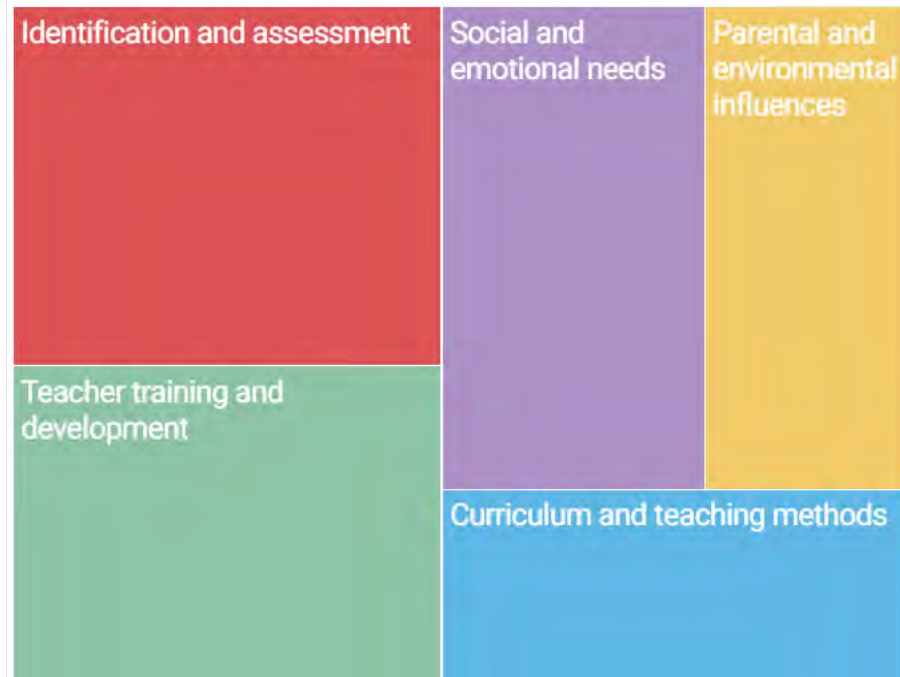 Identification and assessment
Social and
emotional needs
Parental and
environmental
influences
Teacher training and
development
Curriculum and teaching methods